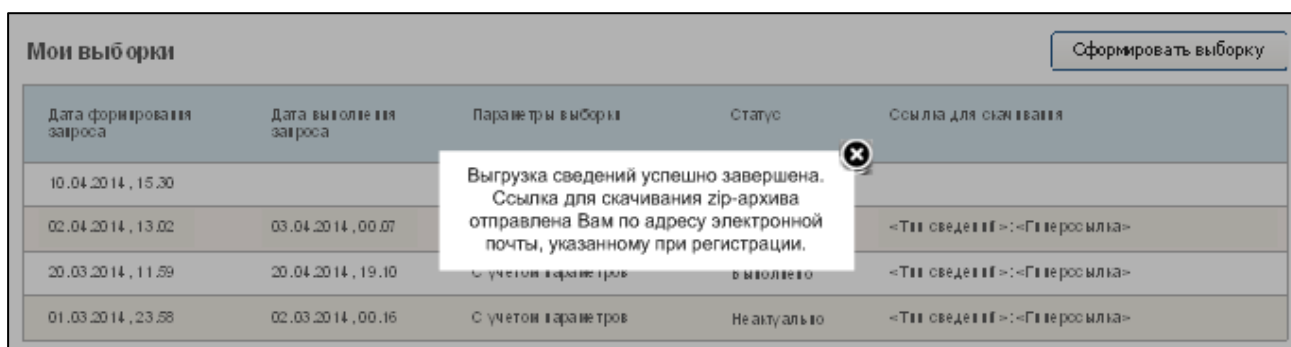 Мои выборки
Сформировать выборку
Дата формирования запроса
Дата выполнения запроса
Параметры выборки
Статус
Ссылка для скачивания
Выгрузка сведений успешно завершена.
Ссылка для скачивания zip-архива
отправлена Вам по адресу электронной
почты, указанному при регистрации.
10.04.2014, 15.30
02.04.2014, 13.02
03.04.2014, 00.07
«Тип сведений»:«Гиперссылка»
20.03.2014, 11.59
20.04.2014, 19.10
С учетом параметров
Выполнено
«Тип сведений»:«Гиперссылка»
01.03.2014, 23.58
02.03.2014, 00.16
С учетом параметров
Не актуально
«Тип сведений»:«Гиперссылка»